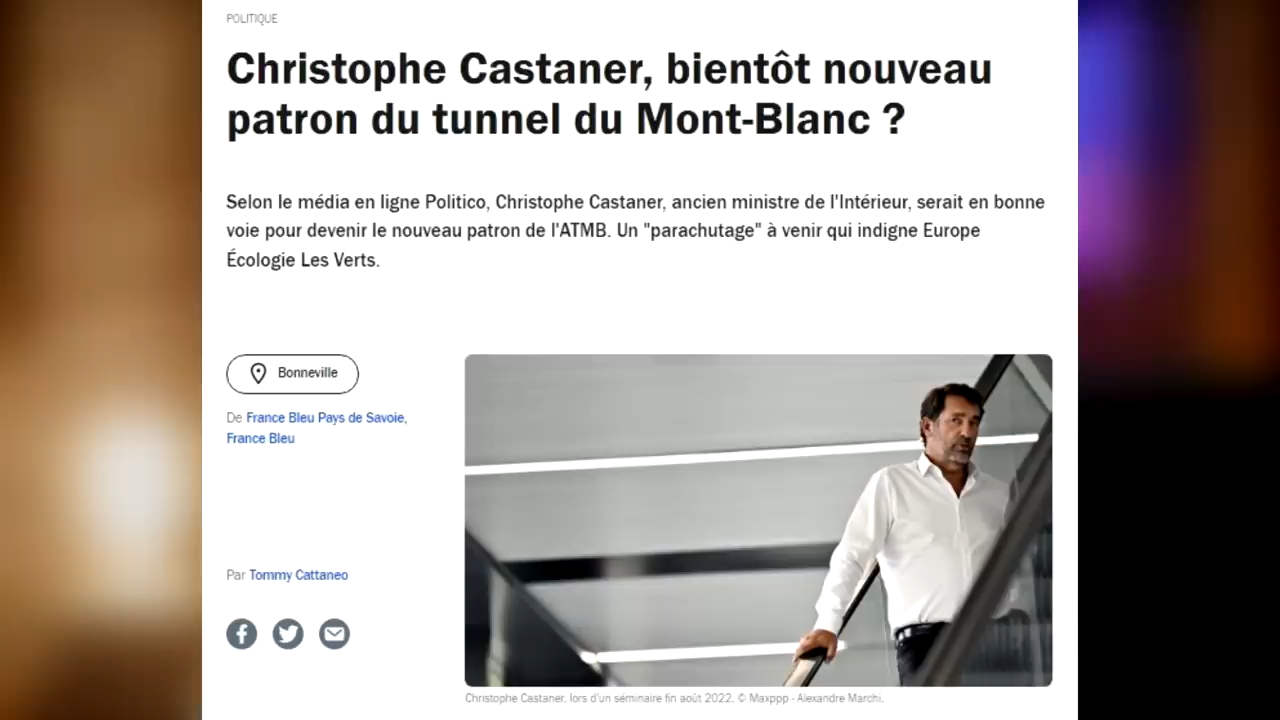 POLITIQUE
Christophe Castaner, bientôt nouveau
patron du tunnel du Mont-Blanc ?
Selon le média en ligne Politico, Christophe Castaner, ancien ministre de l'Intérieur, serait en bonne
voie pour devenir le nouveau patron de l'ATMB. Un "parachutage" à venir qui indigne Europe
Écologie Les Verts.
Bonneville
De France Bleu Pays de Savoie,
France Bleu
Par Tommy Cattaneo
Christophe Castaner, lors d'un séminaire fin août 2022. © Maxppp - Alexandre Marchi.